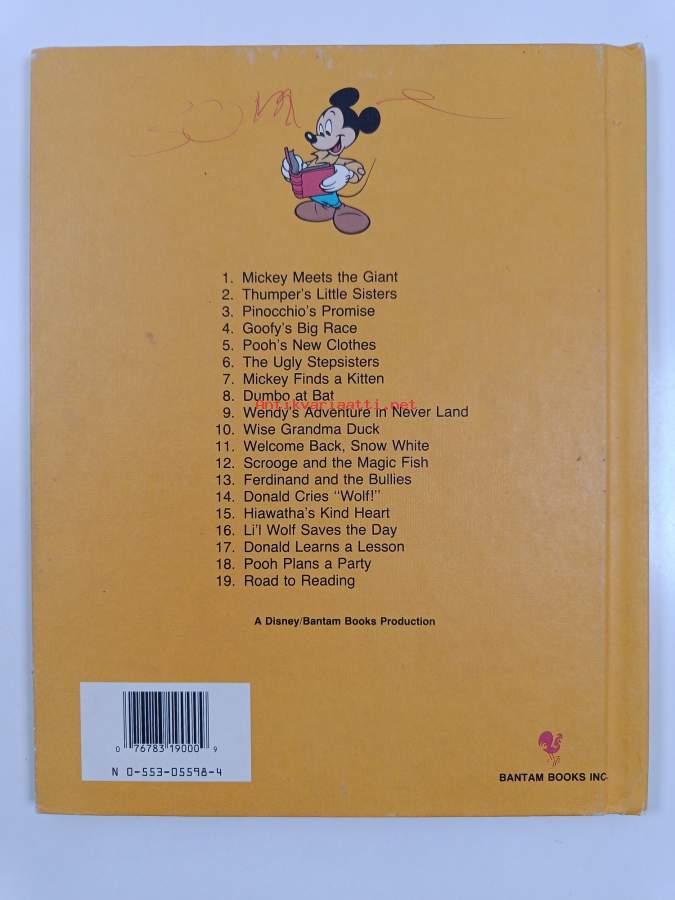 1. Mickey Meets the Giant
2. Thumper's Little Sisters
3. Pinocchio's Promise
4. Goofy's Big Race
5. Pooh's New Clothes
6. The Ugly Stepsisters
7. Mickey Finds a Kitten
8. Dumbo at Bat
Antikvariaatti.net
9. Wendy's Adventure in Never Land
10. Wise Grandma Duck
11. Welcome Back, Snow White
12. Scrooge and the Magic Fish
13. Ferdinand and the Bullies
14. Donald Cries "Wolf!"
15. Hiawatha's Kind Heart
16. Li'l Wolf Saves the Day
17. Donald Learns a Lesson
18. Pooh Plans a Party
19. Road to Reading
A Disney/Bantam Books Production
0 76783 19000 9
N 0-553-05598-4
BANTAM BOOKS INC